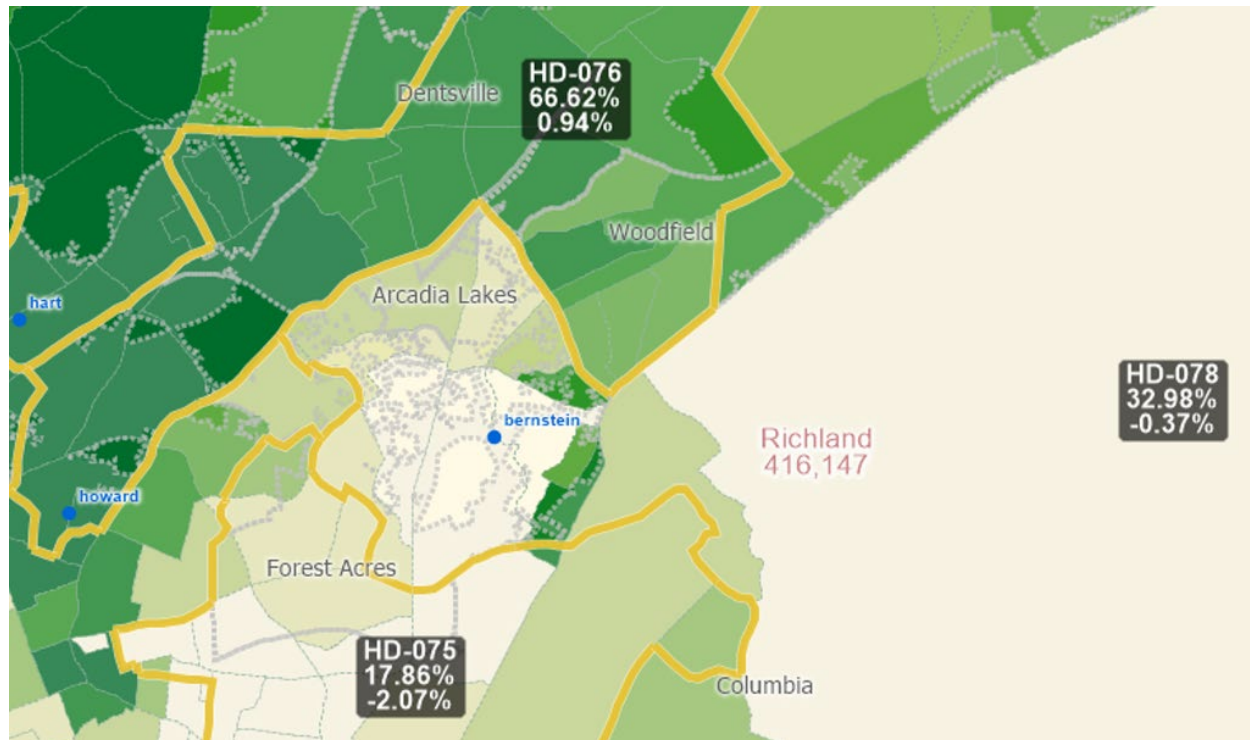 HD-076
66.62%
0.94%
Dentsville
Woodfield
Arcadia Lakes
hart
HD-078
32.98%
-0.37%
bernstein
Richland
416,147
howard
Forest Acres
HD-075
17.86%
-2.07%
Columbia